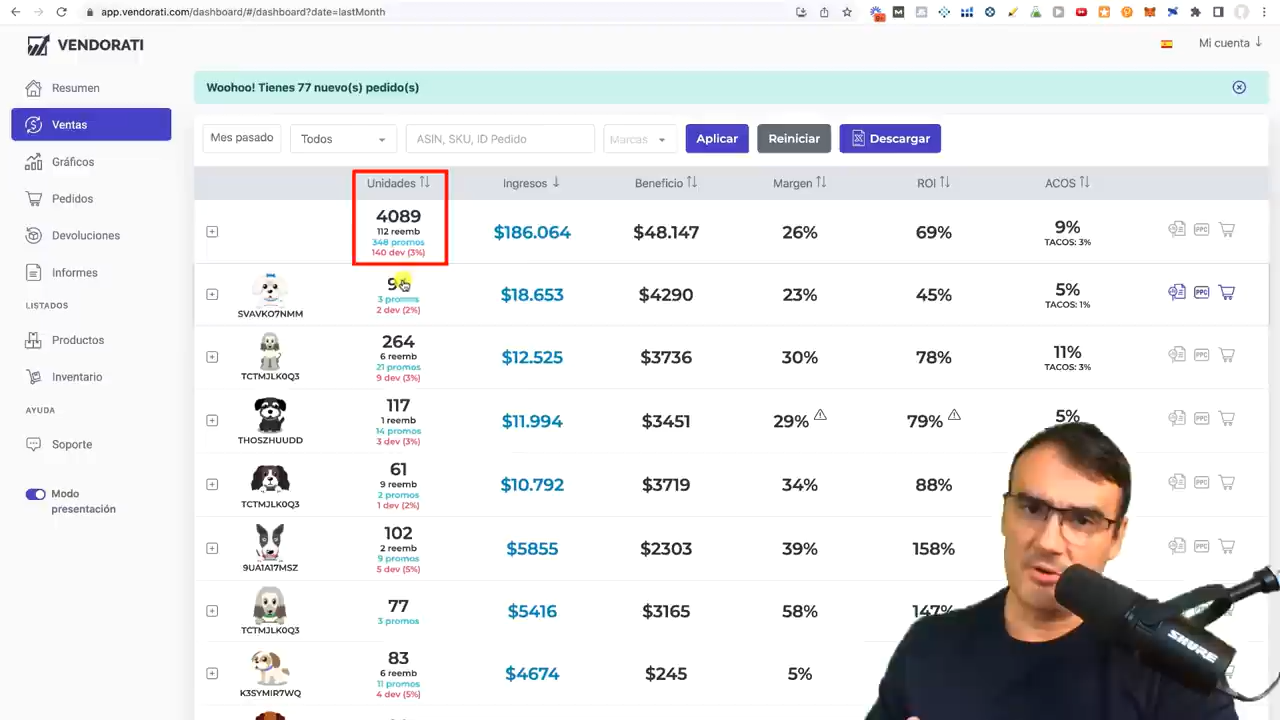 app.vendorati.com/dashboard/#/dashboard?date=lastMonth
VENDORATI
Mi cuenta
Resumen
Ventas
Gráficos
Pedidos
Devoluciones
Informes
LISTADOS
Productos
Inventario
AYUDA
Soporte
Modo
presentación
Woohoo! Tienes 77 nuevo(s) pedido(s)
Mes pasado Todos ASIN, SKU, ID Pedido Marcas Aplicar Reiniciar Descargar
Unidades Ingresos Beneficio Margen ROI ACOS
4089
112 reemb
348 promos
140 dev (3%)
$186.064 $48.147 26% 69% 9%
TACOS: 3%
PPC
SVAVKO7NMM
3 promos
2 dev (2%)
$18.653 $4290 23% 45% 5%
TACOS: 1%
PPC
TCTMJLK0Q3
264
6 reemb
21 promos
9 dev (3%)
$12.525 $3736 30% 78% 11%
TACOS: 3%
PPC
THOSZHUUDD
117
1 reemb
14 promos
3 dev (3%)
$11.994 $3451 29% 79% 5%
PPC
TCTMJLK0Q3
61
9 reemb
2 promos
1 dev (2%)
$10.792 $3719 34% 88%
PPC
9UA1A17MSZ
102
2 reemb
9 promos
5 dev (5%)
$5855 $2303 39% 158%
PPC
TCTMJLK0Q3
77
3 promos
$5416 $3165 58% 147%
K3SYMIR7WQ
83
6 reemb
11 promos
4 dev (5%)
$4674 $245 5%
SHURE